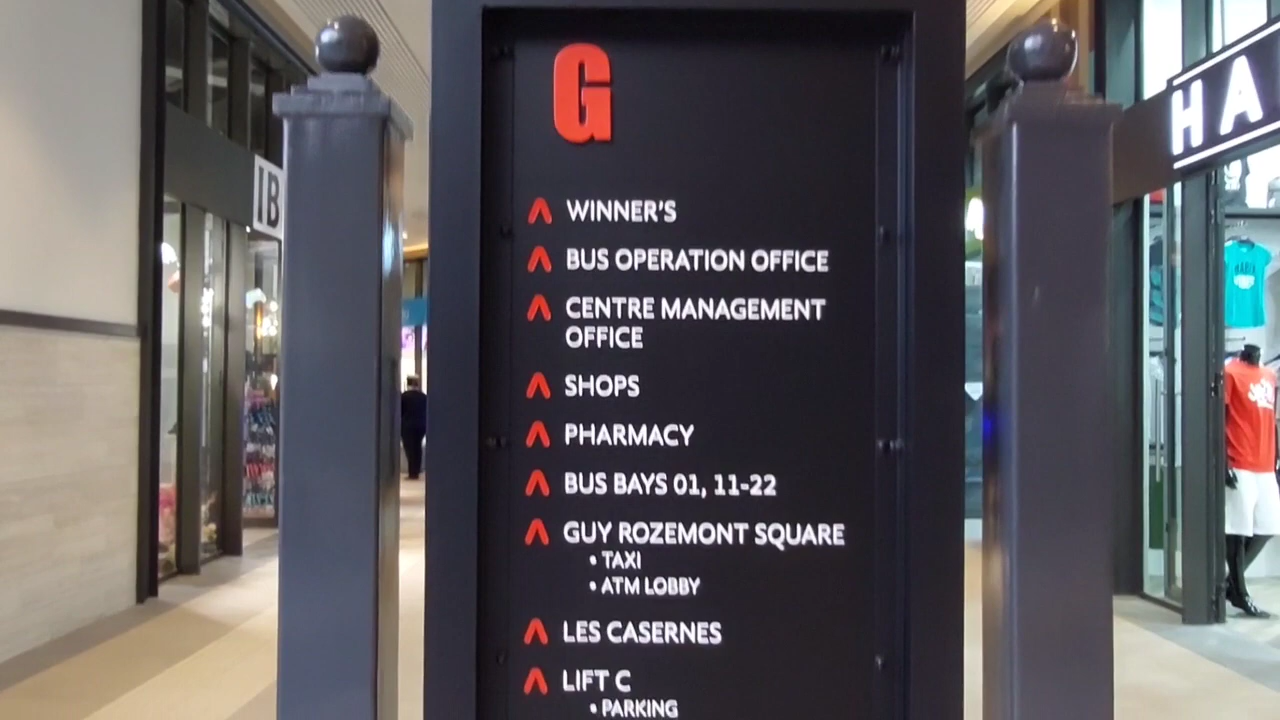 G
WINNER'S
BUS OPERATION OFFICE
CENTRE MANAGEMENT
OFFICE
SHOPS
PHARMACY
BUS BAYS 01, 11-22
GUY ROZEMONT SQUARE
• TAXI
• ATM LOBBY
LES CASERNES
LIFT C
• PARKING
IB
HA